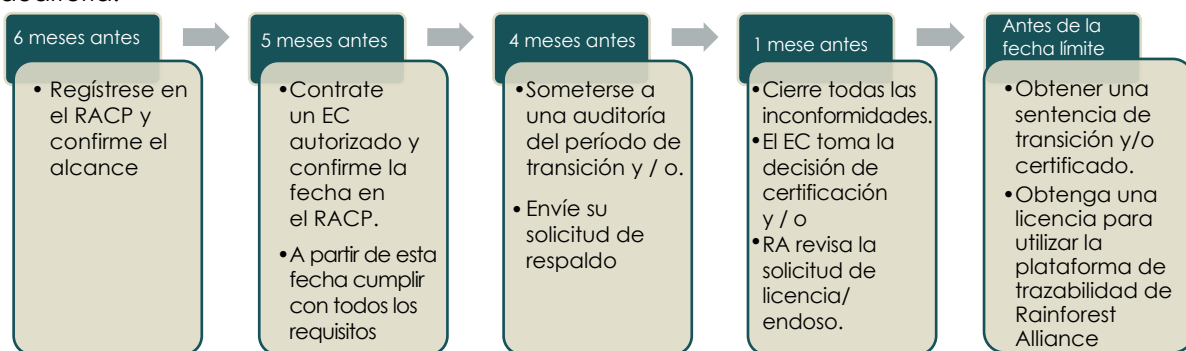 6 meses antes
• Regístrese en
el RACP y
confirme el
alcance
5 meses antes
•Contrate
un EC
autorizado y
confirme la
fecha en
el RACP.
•A partir de esta
fecha cumplir
con todos los
requisitos
4 meses antes
•Someterse a
una auditoría
del período de
transición y / o.
•Envíe su
solicitud de
respaldo
1 mese antes
•Cierre todas las
inconformidades.
•El EC toma la
decisión de
certificación
y / o
•RA revisa la
solicitud de
licencia/
endoso.
Antes de la
fecha límite
•Obtener una
sentencia de
transición y/o
certificado.
•Obtenga una
licencia para
utilizar la
plataforma de
trazabilidad de
Rainforest
Alliance